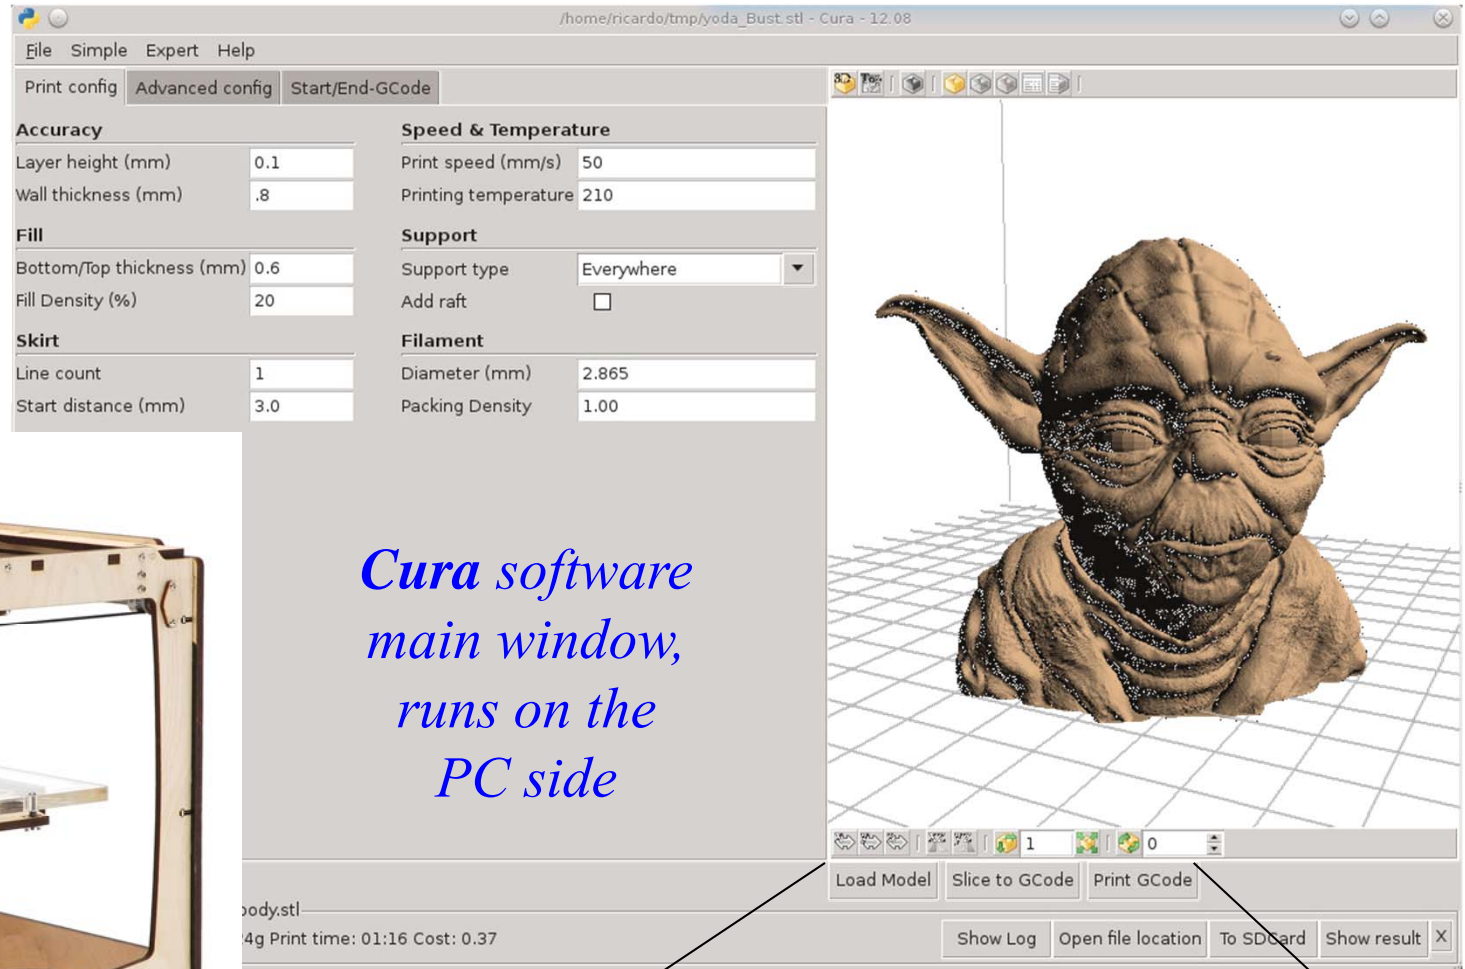 /home/ricardo/tmp/yoda_Bust.stl - Cura - 12.08
File Simple Expert Help
Print config Advanced config Start/End-GCode
Accuracy
Layer height (mm) 0.1
Wall thickness (mm) .8
Fill
Bottom/Top thickness (mm) 0.6
Fill Density (%) 20
Skirt
Line count 1
Start distance (mm) 3.0
Speed & Temperature
Print speed (mm/s) 50
Printing temperature 210
Support
Support type Everywhere
Add raft
Filament
Diameter (mm) 2.865
Packing Density 1.00
3D Top
Cura software
main window,
runs on the
PC side
1 0
Load Model Slice to GCode Print GCode
body.stl
4g Print time: 01:16 Cost: 0.37
Show Log Open file location To SDCard Show result X